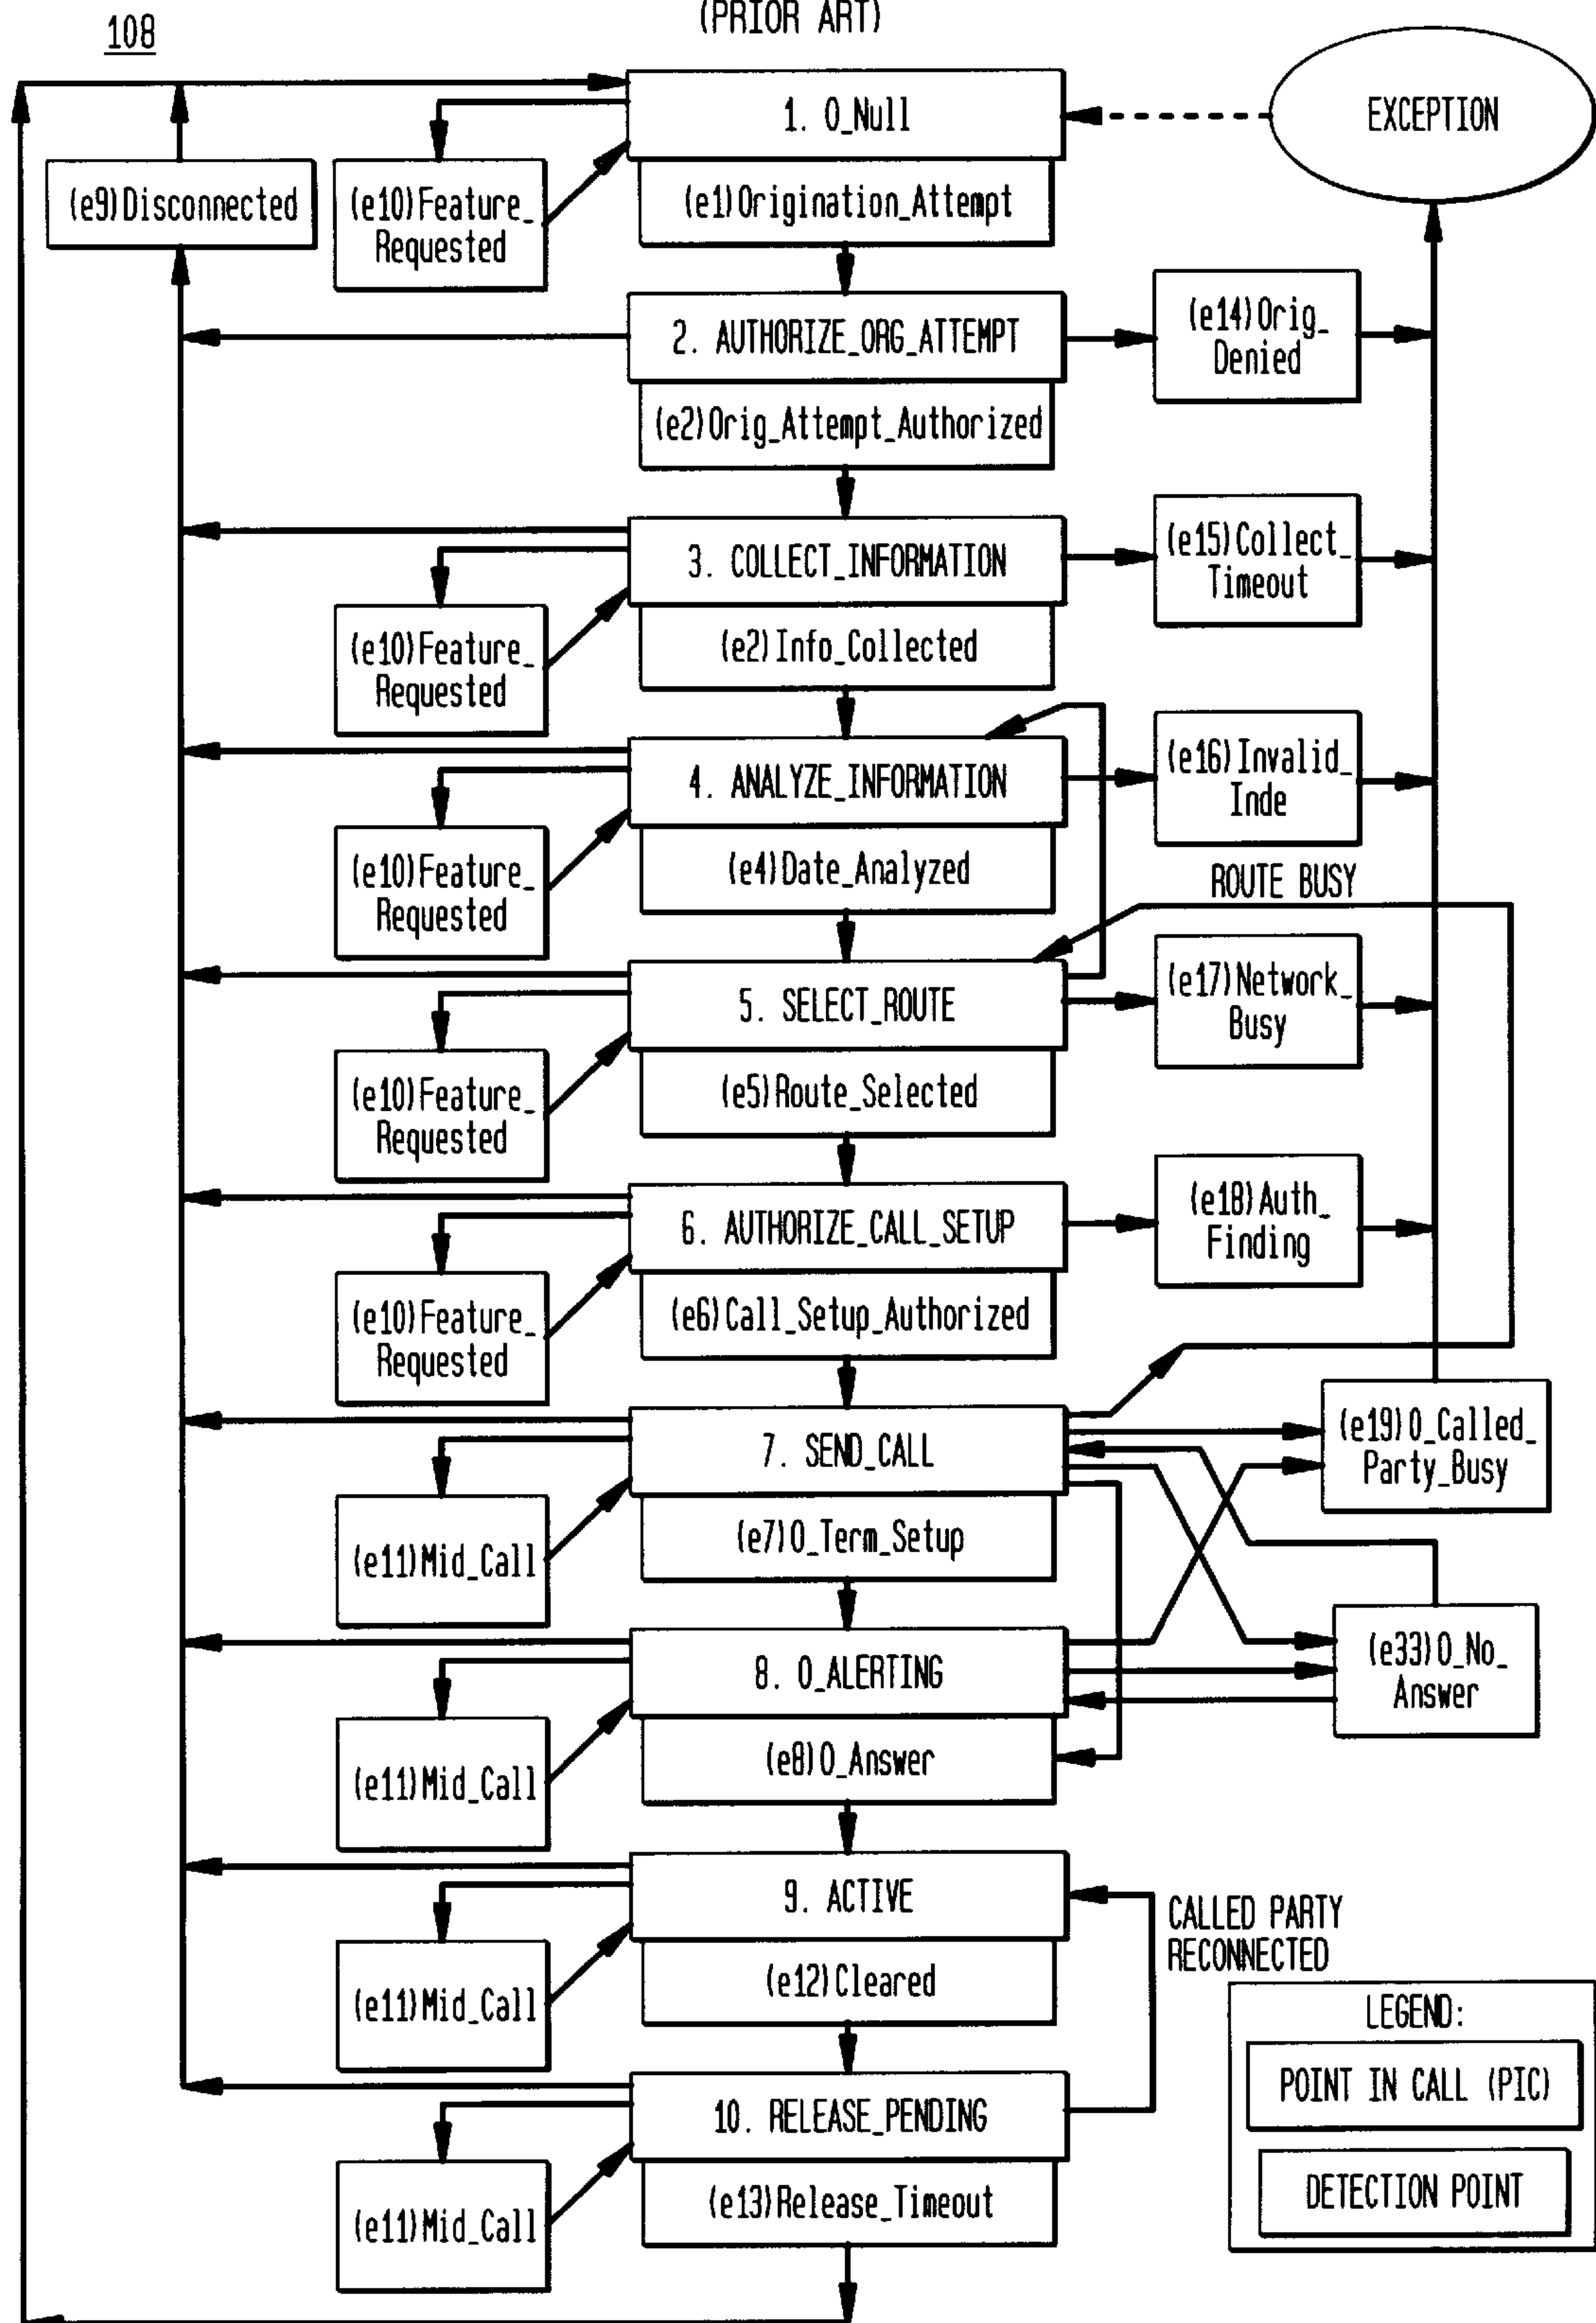 (PRIOR ART)
108
1. O_Null
EXCEPTION
(e9)Disconnected
(e10)Feature_
Requested
(e1)Origination_Attempt
2. AUTHORIZE_ORG_ATTEMPT
(e14)Orig_
Denied
(e2)Orig_Attempt_Authorized
3. COLLECT_INFORMATION
(e15)Collect_
Timeout
(e10)Feature_
Requested
(e2)Info_Collected
4. ANALYZE_INFORMATION
(e16)Invalid_
Inde
(e10)Feature_
Requested
(e4)Date_Analyzed
ROUTE BUSY
5. SELECT_ROUTE
(e17)Network_
Busy
(e10)Feature_
Requested
(e5)Route_Selected
6. AUTHORIZE_CALL_SETUP
(e18)Auth_
Finding
(e10)Feature_
Requested
(e6)Call_Setup_Authorized
7. SEND_CALL
(e19)O_Called_
Party_Busy
(e11)Mid_Call
(e7)O_Term_Setup
8. O_ALERTING
(e33)O_No_
Answer
(e11)Mid_Call
(e8)O_Answer
9. ACTIVE
CALLED PARTY
RECONNECTED
(e11)Mid_Call
(e12)Cleared
10. RELEASE_PENDING
(e11)Mid_Call
(e13)Release_Timeout
LEGEND:
POINT IN CALL (PIC)
DETECTION POINT